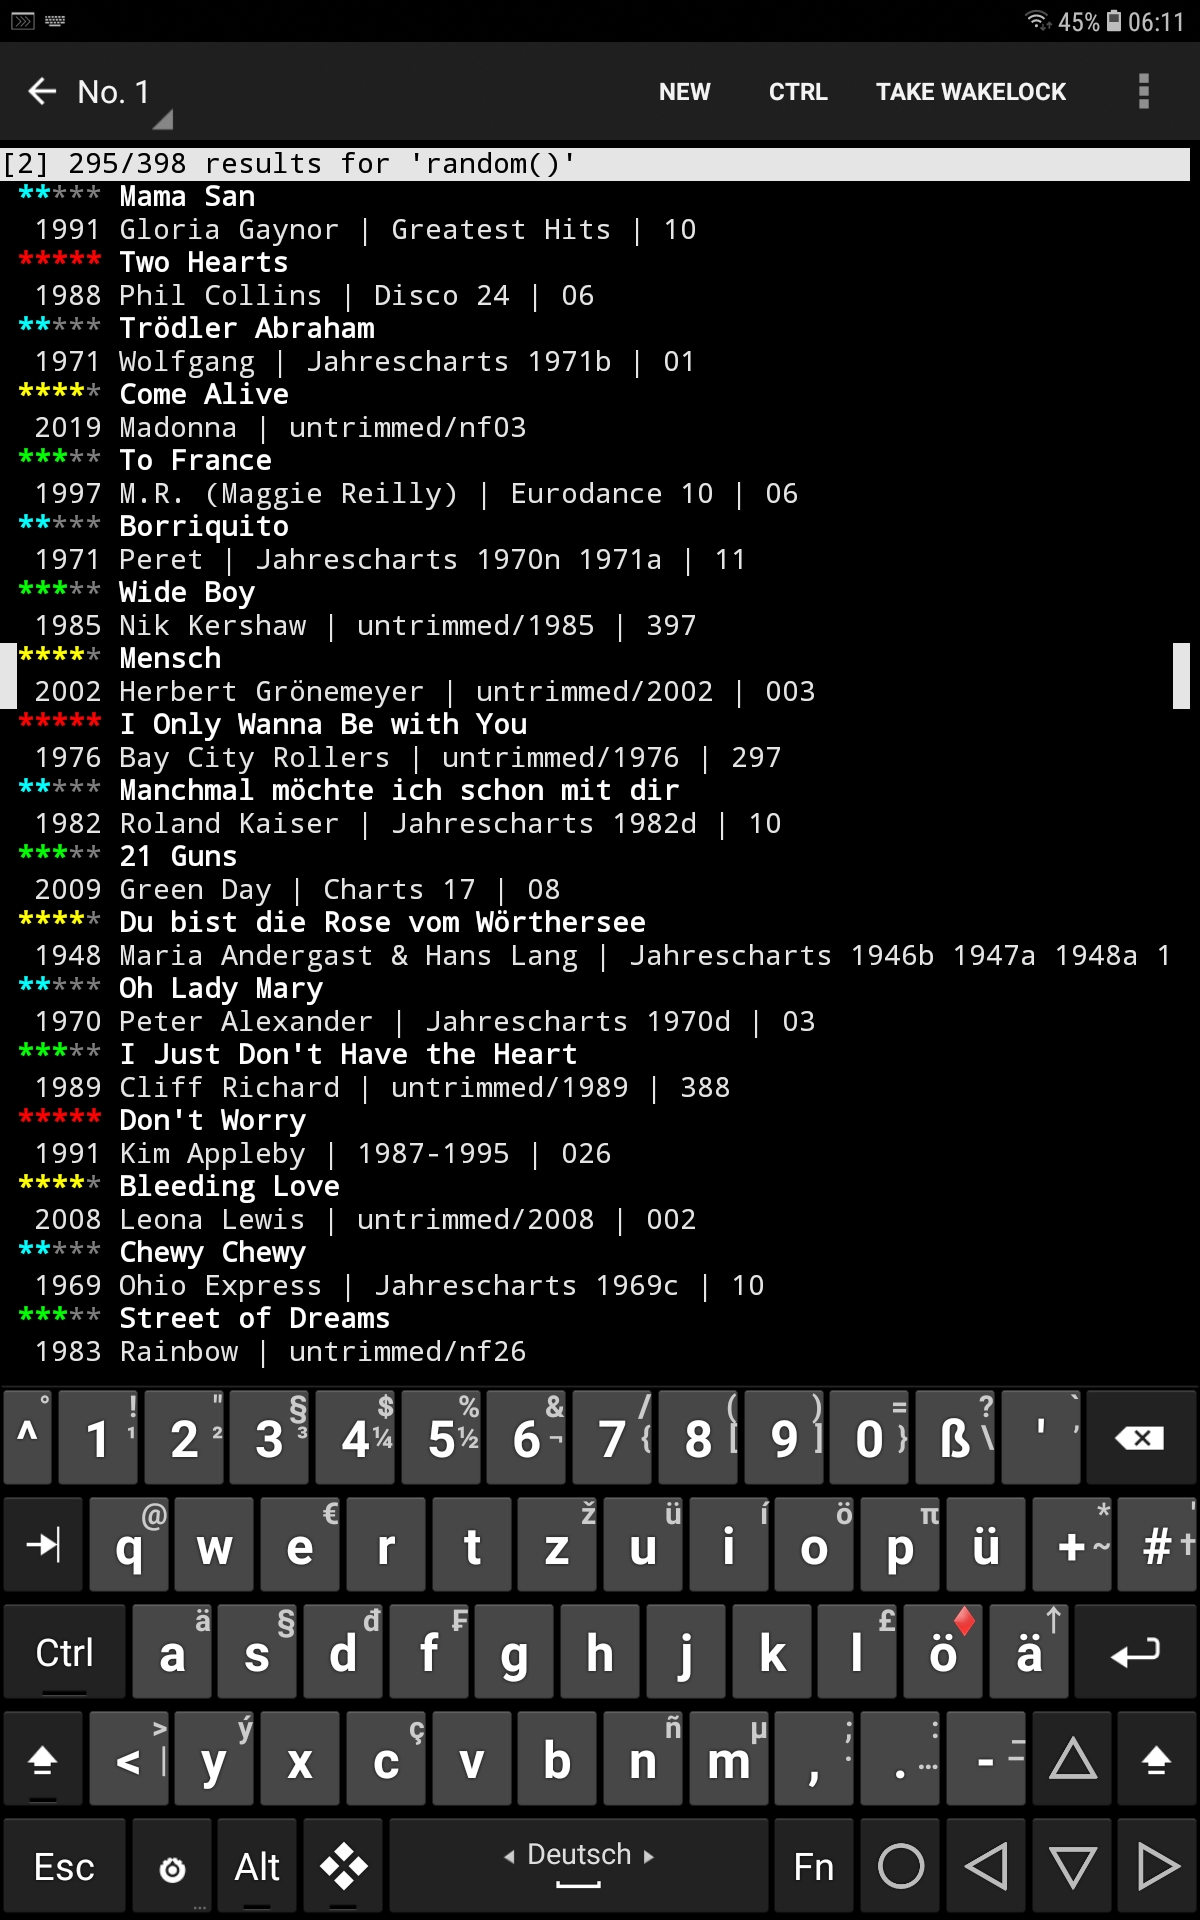 45% 06:11
No. 1 NEW CTRL TAKE WAKELOCK
[2] 295/398 results for 'random()'
***** Mama San
1991 Gloria Gaynor | Greatest Hits | 10
***** Two Hearts
1988 Phil Collins | Disco 24 | 06
***** Trödler Abraham
1971 Wolfgang | Jahrescharts 1971b | 01
***** Come Alive
2019 Madonna | untrimmed/nf03
***** To France
1997 M.R. (Maggie Reilly) | Eurodance 10 | 06
***** Borriquito
1971 Peret | Jahrescharts 1970n 1971a | 11
***** Wide Boy
1985 Nik Kershaw | untrimmed/1985 | 397
***** Mensch
2002 Herbert Grönemeyer | untrimmed/2002 | 003
***** I Only Wanna Be with You
1976 Bay City Rollers | untrimmed/1976 | 297
***** Manchmal möchte ich schon mit dir
1982 Roland Kaiser | Jahrescharts 1982d | 10
***** 21 Guns
2009 Green Day | Charts 17 | 08
***** Du bist die Rose vom Wörthersee
1948 Maria Andergast & Hans Lang | Jahrescharts 1946b 1947a 1948a 1
***** Oh Lady Mary
1970 Peter Alexander | Jahrescharts 1970d | 03
***** I Just Don't Have the Heart
1989 Cliff Richard | untrimmed/1989 | 388
***** Don't Worry
1991 Kim Appleby | 1987-1995 | 026
***** Bleeding Love
2008 Leona Lewis | untrimmed/2008 | 002
***** Chewy Chewy
1969 Ohio Express | Jahrescharts 1969c | 10
***** Street of Dreams
1983 Rainbow | untrimmed/nf26
^ ° 1 ! ¹ 2 " ² 3 § ³ 4 $ ¼ 5 % ½ 6 & ¬ 7 / { 8 ( [ 9 ) ] 0 = } ß ? \ ' `
q @ w e € r t z ž u ü i í o ö p π ü + * ~ # ' †
Ctrl a ä s § d đ f ₣ g h j k l £ ö ä ↑
< > | y ý x c ç v b n ñ m µ , ; · . : … - –
Esc Alt Deutsch Fn